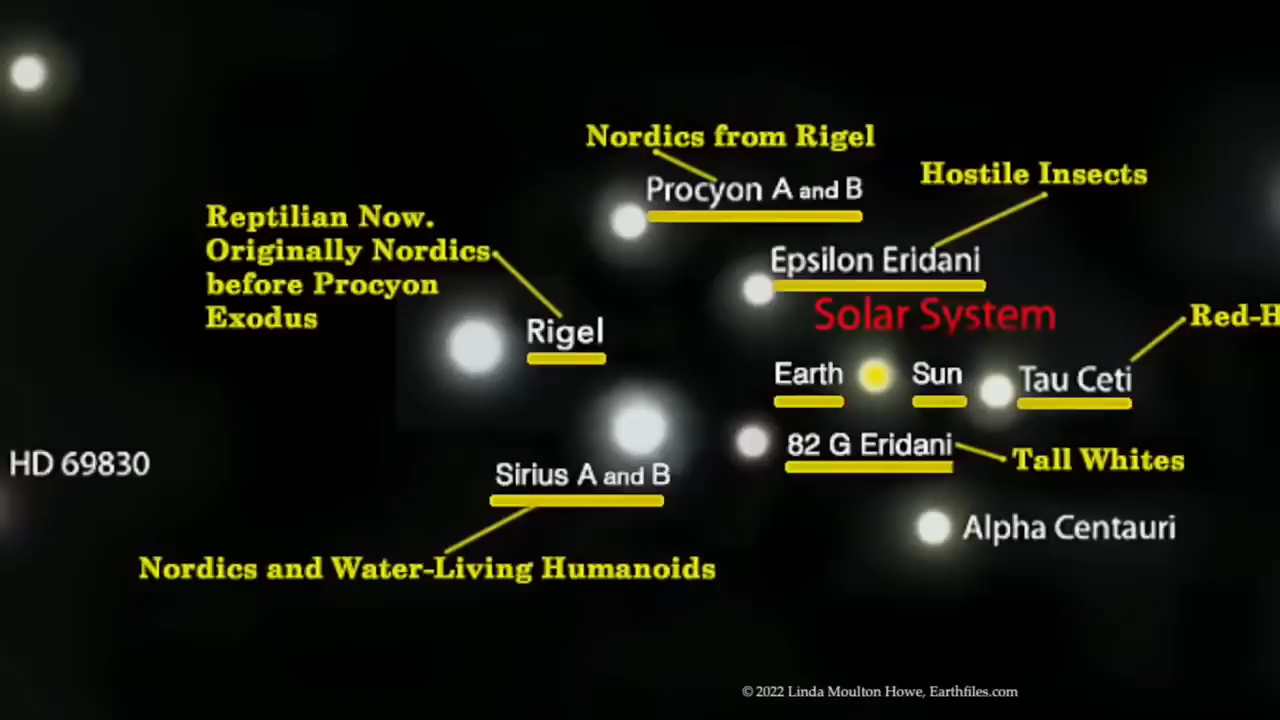 Nordics from Rigel
Procyon A and B
Hostile Insects
Reptilian Now.
Originally Nordics
before Procyon
Exodus
Epsilon Eridani
Solar System
Red-H
Rigel
Earth
Sun
Tau Ceti
82 G Eridani
Tall Whites
HD 69830
Sirius A and B
Alpha Centauri
Nordics and Water-Living Humanoids
© 2022 Linda Moulton Howe, Earthfiles.com